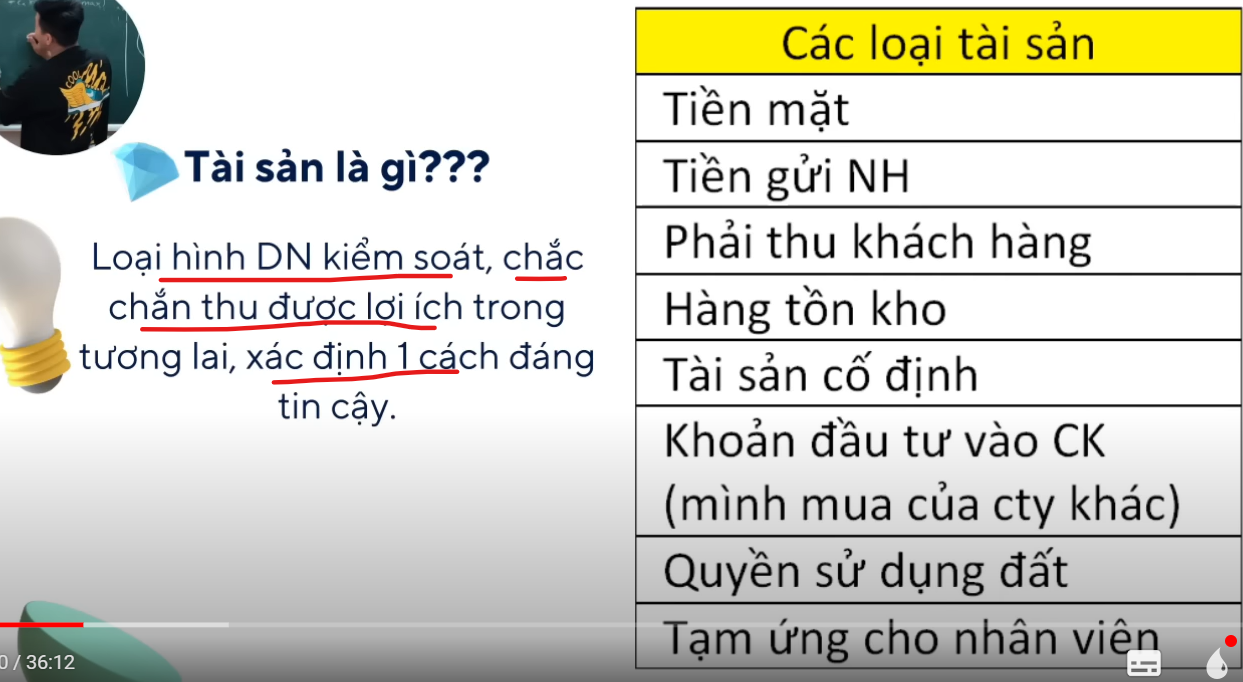 Tài sản là gì???
Loại hình DN kiểm soát, chắc
chắn thu được lợi ích trong
tương lai, xác định 1 cách đáng
tin cậy.
Các loại tài sản
Tiền mặt
Tiền gửi NH
Phải thu khách hàng
Hàng tồn kho
Tài sản cố định
Khoản đầu tư vào CK
(mình mua của cty khác)
Quyền sử dụng đất
Tạm ứng cho nhân viên
0 / 36:12